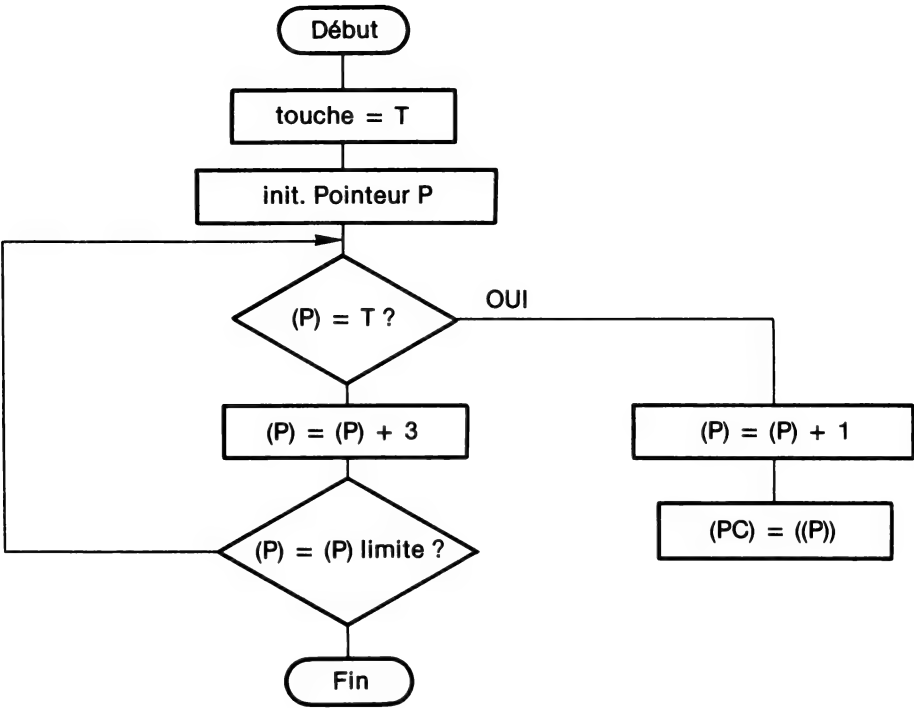 Début
touche = T
init. Pointeur P
(P) = T ?
OUI
(P) = (P) + 3
(P) = (P) + 1
(PC) = ((P))
(P) = (P) limite ?
Fin